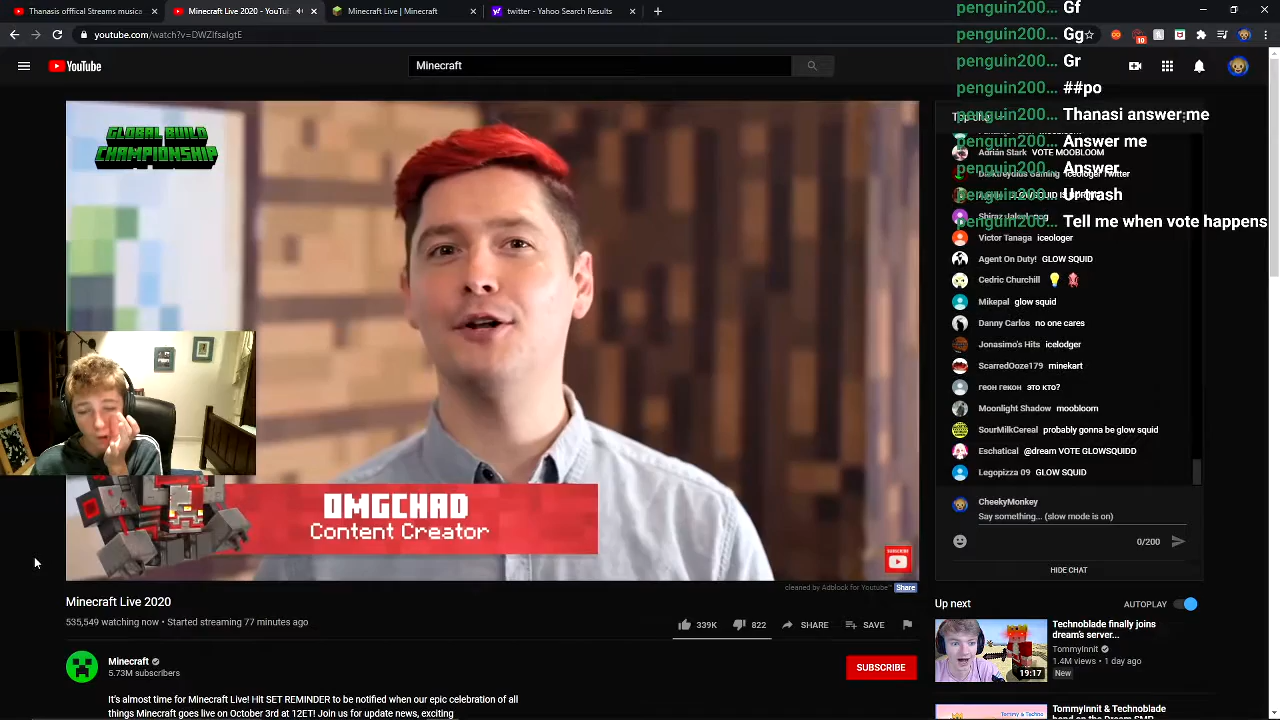 Thanasis offical Streams music
Minecraft Live 2020 - YouTub
Minecraft Live | Minecraft
twitter - Yahoo Search Results
youtube.com/watch?v=DWZIfsaIgtE
10
YouTube
Minecraft
penguin200... Gf
penguin200... Gg
penguin200... Gr
penguin200... ##po
penguin200... Thanasi answer me
penguin200... Answer me
penguin200... Answer
penguin200... Ur trash
penguin200... Tell me when vote happens
GLOBAL BUILD
CHAMPIONSHIP
Adrian Stark VOTE MOOBLOOM
Victor Tanaga iceologer
Agent On Duty! GLOW SQUID
Cedric Churchill
Mikepal glow squid
Danny Carlos no one cares
Jonasimo's Hits icelodger
ScarredOoze179 minekart
геон гекон это кто?
Moonlight Shadow moobloom
SourMilkCereal probably gonna be glow squid
Eschatical @dream VOTE GLOWSQUIDD
Legopizza 09 GLOW SQUID
CheekyMonkey
Say something... (slow mode is on)
0/200
HIDE CHAT
OMGCHAD
Content Creator
SUBSCRIBE
cleaned by Adblock for Youtube™ Share
Minecraft Live 2020
535,549 watching now • Started streaming 77 minutes ago
339K 822 SHARE SAVE
Minecraft
5.73M subscribers
SUBSCRIBE
It's almost time for Minecraft Live! Hit SET REMINDER to be notified when our epic celebration of all
things Minecraft goes live on October 3rd at 12ET! Join us for update news, exciting
Up next AUTOPLAY
Technoblade finally joins
dream's server...
TommyInnit
1.4M views • 1 day ago
New
19:17
Tommy & Techno
TommyInnit & Technoblade